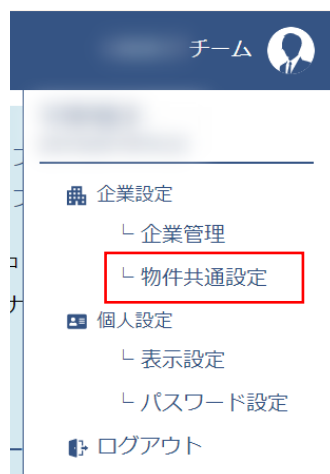 チーム
企業設定
└ 企業管理
└ 物件共通設定
個人設定
└ 表示設定
└ パスワード設定
ログアウト